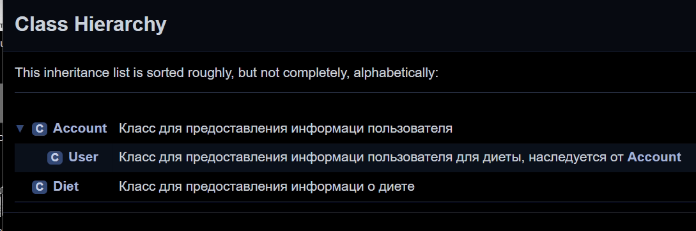 Class Hierarchy
This inheritance list is sorted roughly, but not completely, alphabetically:
▼ C Account Класс для предоставления информаци пользователя
C User Класс для предоставления информаци пользователя для диеты, наследуется от Account
C Diet Класс для предоставления информаци о диете